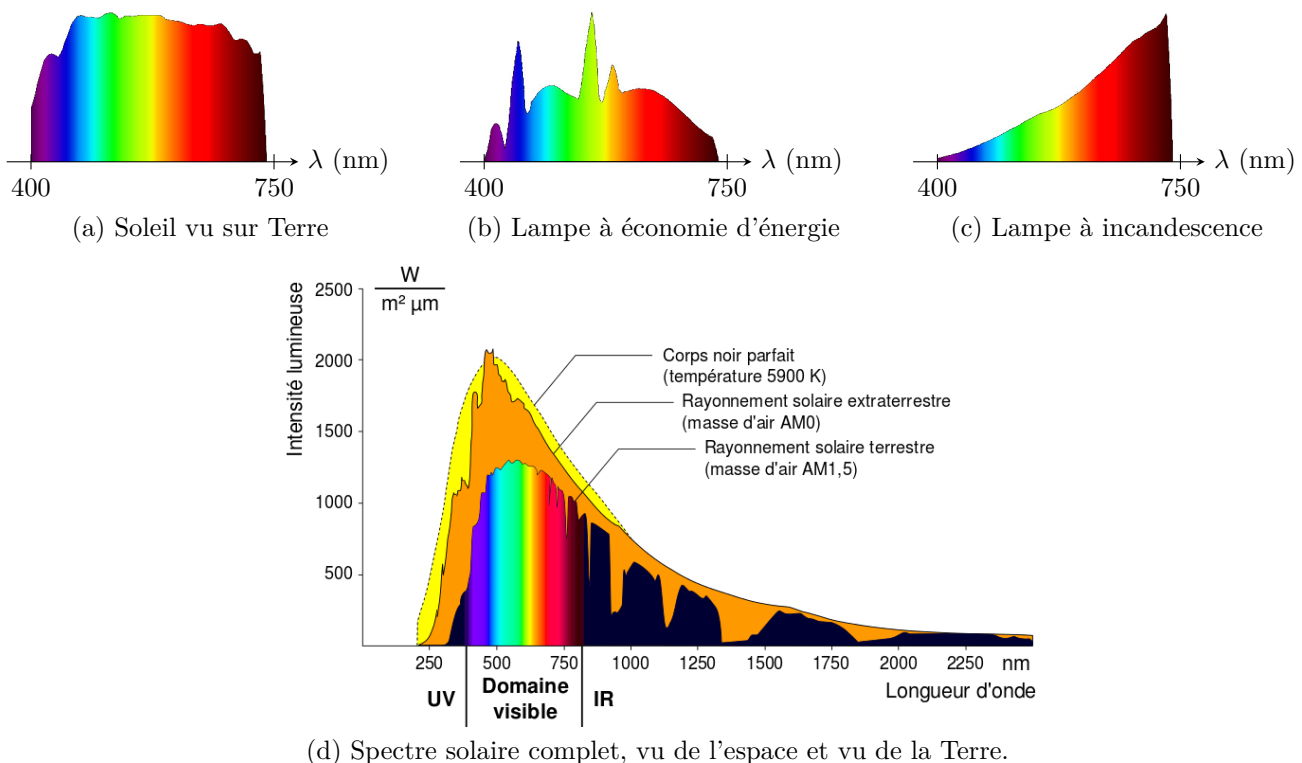 λ (nm)
400
750
(a) Soleil vu sur Terre
λ (nm)
400
750
(b) Lampe à économie d'énergie
λ (nm)
400
750
(c) Lampe à incandescence
Intensité lumineuse
W
m² µm
2500
2000
1500
1000
500
Corps noir parfait
(température 5900 K)
Rayonnement solaire extraterrestre
(masse d'air AM0)
Rayonnement solaire terrestre
(masse d'air AM1,5)
250 500 750 1000 1250 1500 1750 2000 2250 nm
UV
Domaine
visible
IR
Longueur d'onde
(d) Spectre solaire complet, vu de l'espace et vu de la Terre.